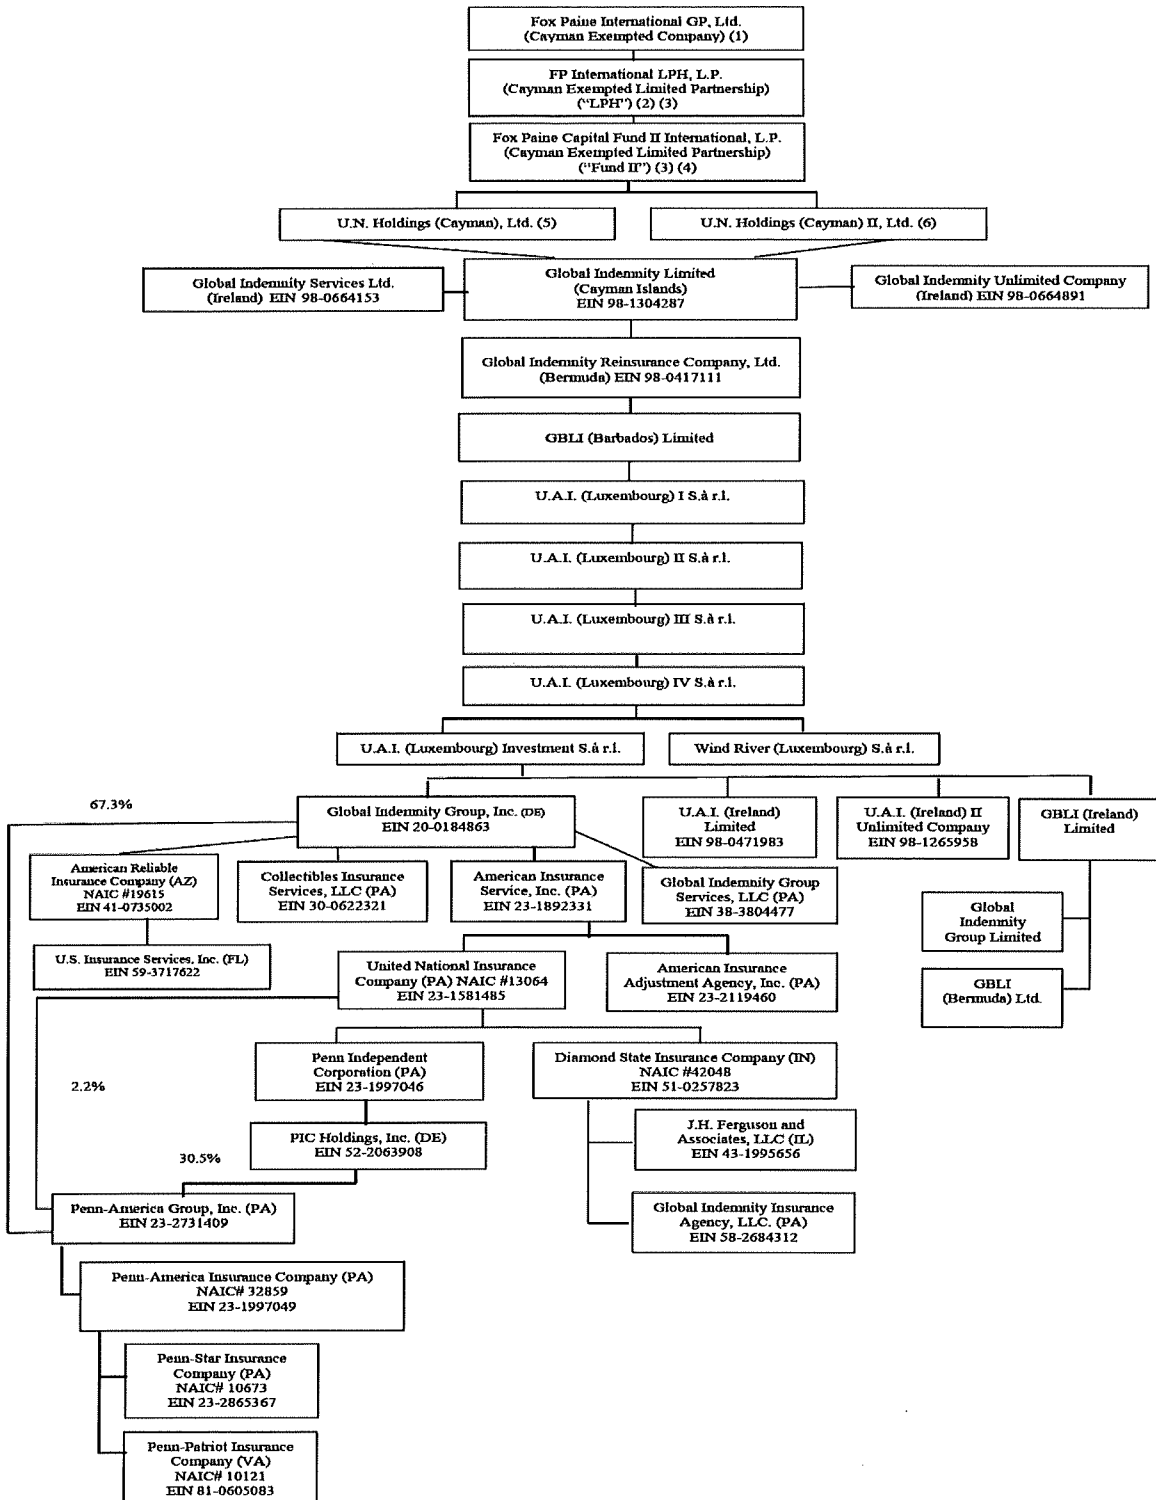 Fox Paine International GP, Ltd.
(Cayman Exempted Company) (1)
FP International LPH, L.P.
(Cayman Exempted Limited Partnership)
("LPH") (2) (3)
Fox Paine Capital Fund II International, L.P.
(Cayman Exempted Limited Partnership)
("Fund II") (3) (4)
U.N. Holdings (Cayman), Ltd. (5)
U.N. Holdings (Cayman) II, Ltd. (6)
Global Indemnity Services Ltd.
(Ireland) EIN 98-0664153
Global Indemnity Limited
(Cayman Islands)
EIN 98-1304287
Global Indemnity Unlimited Company
(Ireland) EIN 98-0664891
Global Indemnity Reinsurance Company, Ltd.
(Bermuda) EIN 98-0417111
GBLI (Barbados) Limited
U.A.I. (Luxembourg) I S.à r.l.
U.A.I. (Luxembourg) II S.à r.l.
U.A.I. (Luxembourg) III S.à r.l.
U.A.I. (Luxembourg) IV S.à r.l.
U.A.I. (Luxembourg) Investment S.à r.l.
Wind River (Luxembourg) S.à r.l.
67.3%
Global Indemnity Group, Inc. (DE)
EIN 20-0184863
U.A.I. (Ireland)
Limited
EIN 98-0471983
U.A.I. (Ireland) II
Unlimited Company
EIN 98-1265958
GBLI (Ireland)
Limited
American Reliable
Insurance Company (AZ)
NAIC #19615
EIN 41-0735002
Collectibles Insurance
Services, LLC (PA)
EIN 30-0622321
American Insurance
Service, Inc. (PA)
EIN 23-1892331
Global Indemnity Group
Services, LLC (PA)
EIN 38-3804477
Global
Indemnity
Group Limited
U.S. Insurance Services, Inc. (FL)
EIN 59-3717622
United National Insurance
Company (PA) NAIC #13064
EIN 23-1581485
American Insurance
Adjustment Agency, Inc. (PA)
EIN 23-2119460
GBLI
(Bermuda) Ltd.
2.2%
Penn Independent
Corporation (PA)
EIN 23-1997046
Diamond State Insurance Company (IN)
NAIC #42048
EIN 51-0257823
PIC Holdings, Inc. (DE)
EIN 52-2063908
J.H. Ferguson and
Associates, LLC (IL)
EIN 43-1995656
30.5%
Penn-America Group, Inc. (PA)
EIN 23-2731409
Global Indemnity Insurance
Agency, LLC. (PA)
EIN 58-2684312
Penn-America Insurance Company (PA)
NAIC# 32859
EIN 23-1997049
Penn-Star Insurance
Company (PA)
NAIC# 10673
EIN 23-2865367
Penn-Patriot Insurance
Company (VA)
NAIC# 10121
EIN 81-0605083